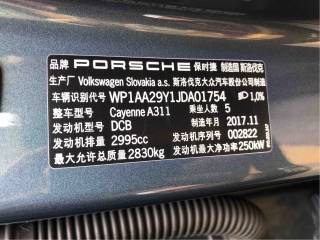 品牌 PORSCHE 保时捷 制造国 斯洛伐克
生产厂 Volkswagen Slovakia a.s. 斯洛伐克大众汽车股份公司制造
车辆识别代号 WP1AA29Y1JDA01754 1,0%
整车型号 Cayenne A311 乘坐人数 5
发动机型号 DCB 制造年月 2017.11
发动机排量 2995cc 发动机序列号 002822
最大允许总质量 2830kg 发动机最大净功率 250kW